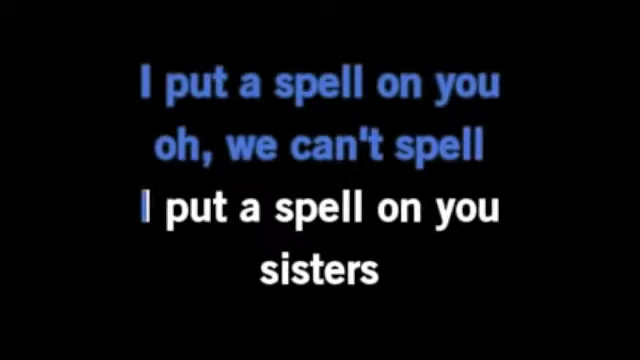 I put a spell on you
oh, we can't spell
I put a spell on you
sisters